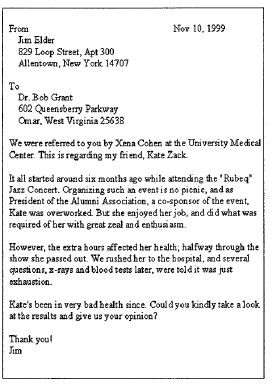 From Nov 10, 1999
Jim Elder
829 Loop Street, Apt 300
Allentown, New York 14707
To
Dr. Bob Grant
602 Queensberry Parkway
Omar, West Virginia 25638
We were referred to you by Xena Cohen at the University Medical
Center. This is regarding my friend, Kate Zack.
It all started around six months ago while attending the "Rubeq"
Jazz Concert. Organizing such an event is no picnic, and as
President of the Alumni Association, a co-sponsor of the event,
Kate was overworked. But she enjoyed her job, and did what was
required of her with great zeal and enthusiasm.
However, the extra hours affected her health; halfway through the
show she passed out. We rushed her to the hospital, and several
questions, x-rays and blood tests later, were told it was just
exhaustion.
Kate's been in very bad health since. Could you kindly take a look
at the results and give us your opinion?
Thank you!
Jim